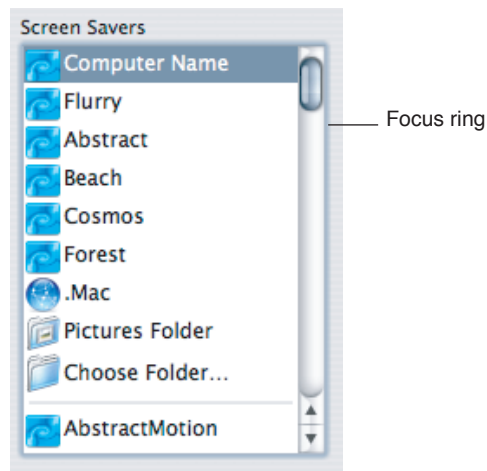 Screen Savers
Computer Name
Flurry
Focus ring
Abstract
Beach
Cosmos
Forest
.Mac
Pictures Folder
Choose Folder...
AbstractMotion